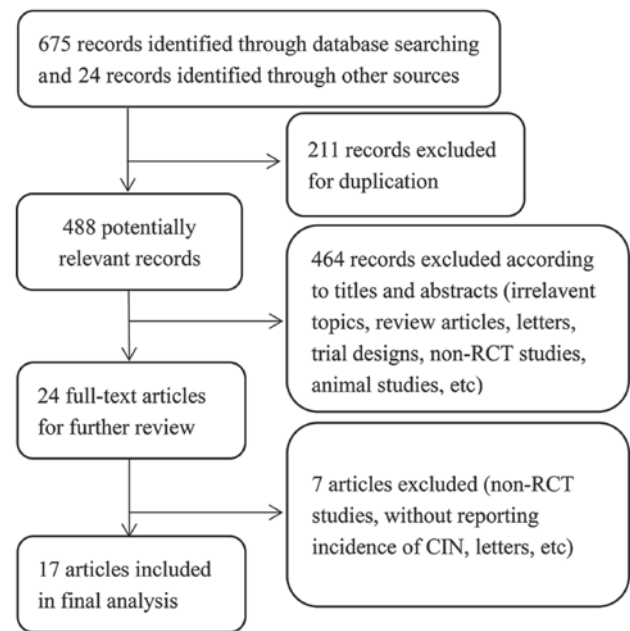 675 records identified through database searching
and 24 records identified through other sources
211 records excluded
for duplication
488 potentially
relevant records
464 records excluded according
to titles and abstracts (irrelavent
topics, review articles, letters,
trial designs, non-RCT studies,
animal studies, etc)
24 full-text articles
for further review
7 articles excluded (non-RCT
studies, without reporting
incidence of CIN, letters, etc)
17 articles included
in final analysis